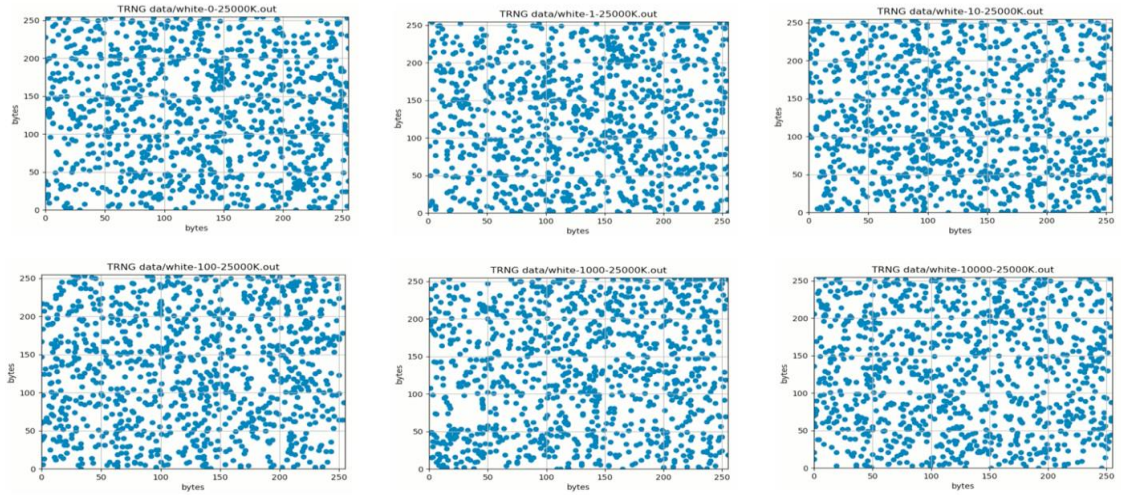 TRNG data/white-0-25000K.out
250
200
150
100
50
0
bytes
0 50 100 150 200 250
bytes
TRNG data/white-1-25000K.out
250
200
150
100
50
0
bytes
0 50 100 150 200 250
bytes
TRNG data/white-10-25000K.out
250
200
150
100
50
0
bytes
0 50 100 150 200 250
bytes
TRNG data/white-100-25000K.out
250
200
150
100
50
0
bytes
0 50 100 150 200 250
bytes
TRNG data/white-1000-25000K.out
250
200
150
100
50
0
bytes
0 50 100 150 200 250
bytes
TRNG data/white-10000-25000K.out
250
200
150
100
50
0
bytes
0 50 100 150 200 250
bytes